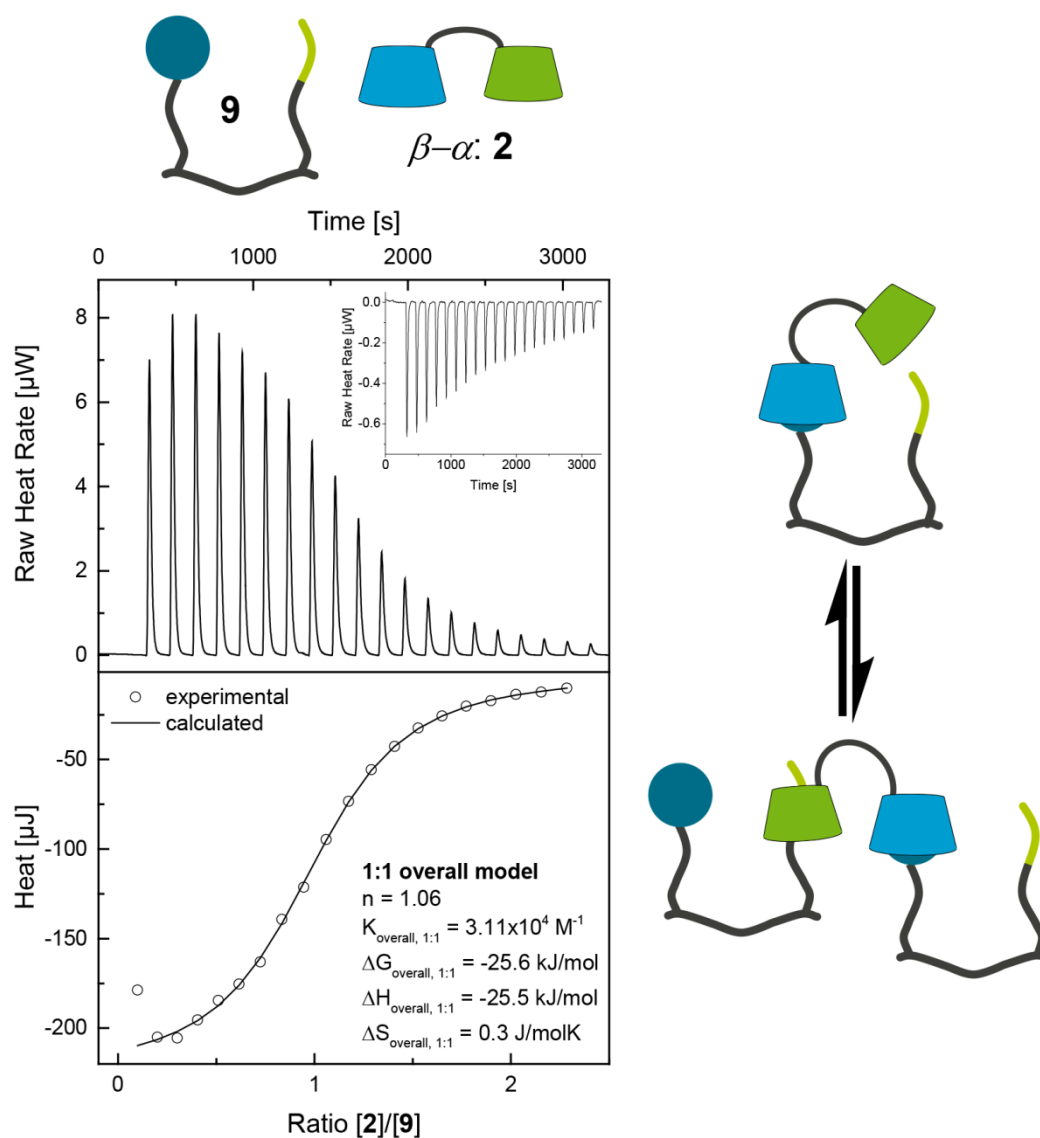 9
β–α: 2
Time [s]
0 1000 2000 3000
8
6
4
2
0
Raw Heat Rate [µW]
0.0
-0.2
-0.4
-0.6
Raw Heat Rate [µW]
0 1000 2000 3000
Time [s]
experimental
calculated
-50
-100
-150
-200
Heat [µJ]
1:1 overall model
n = 1.06
K_overall, 1:1 = 3.11x10⁴ M⁻¹
ΔG_overall, 1:1 = -25.6 kJ/mol
ΔH_overall, 1:1 = -25.5 kJ/mol
ΔS_overall, 1:1 = 0.3 J/molK
0 1 2
Ratio [2]/[9]